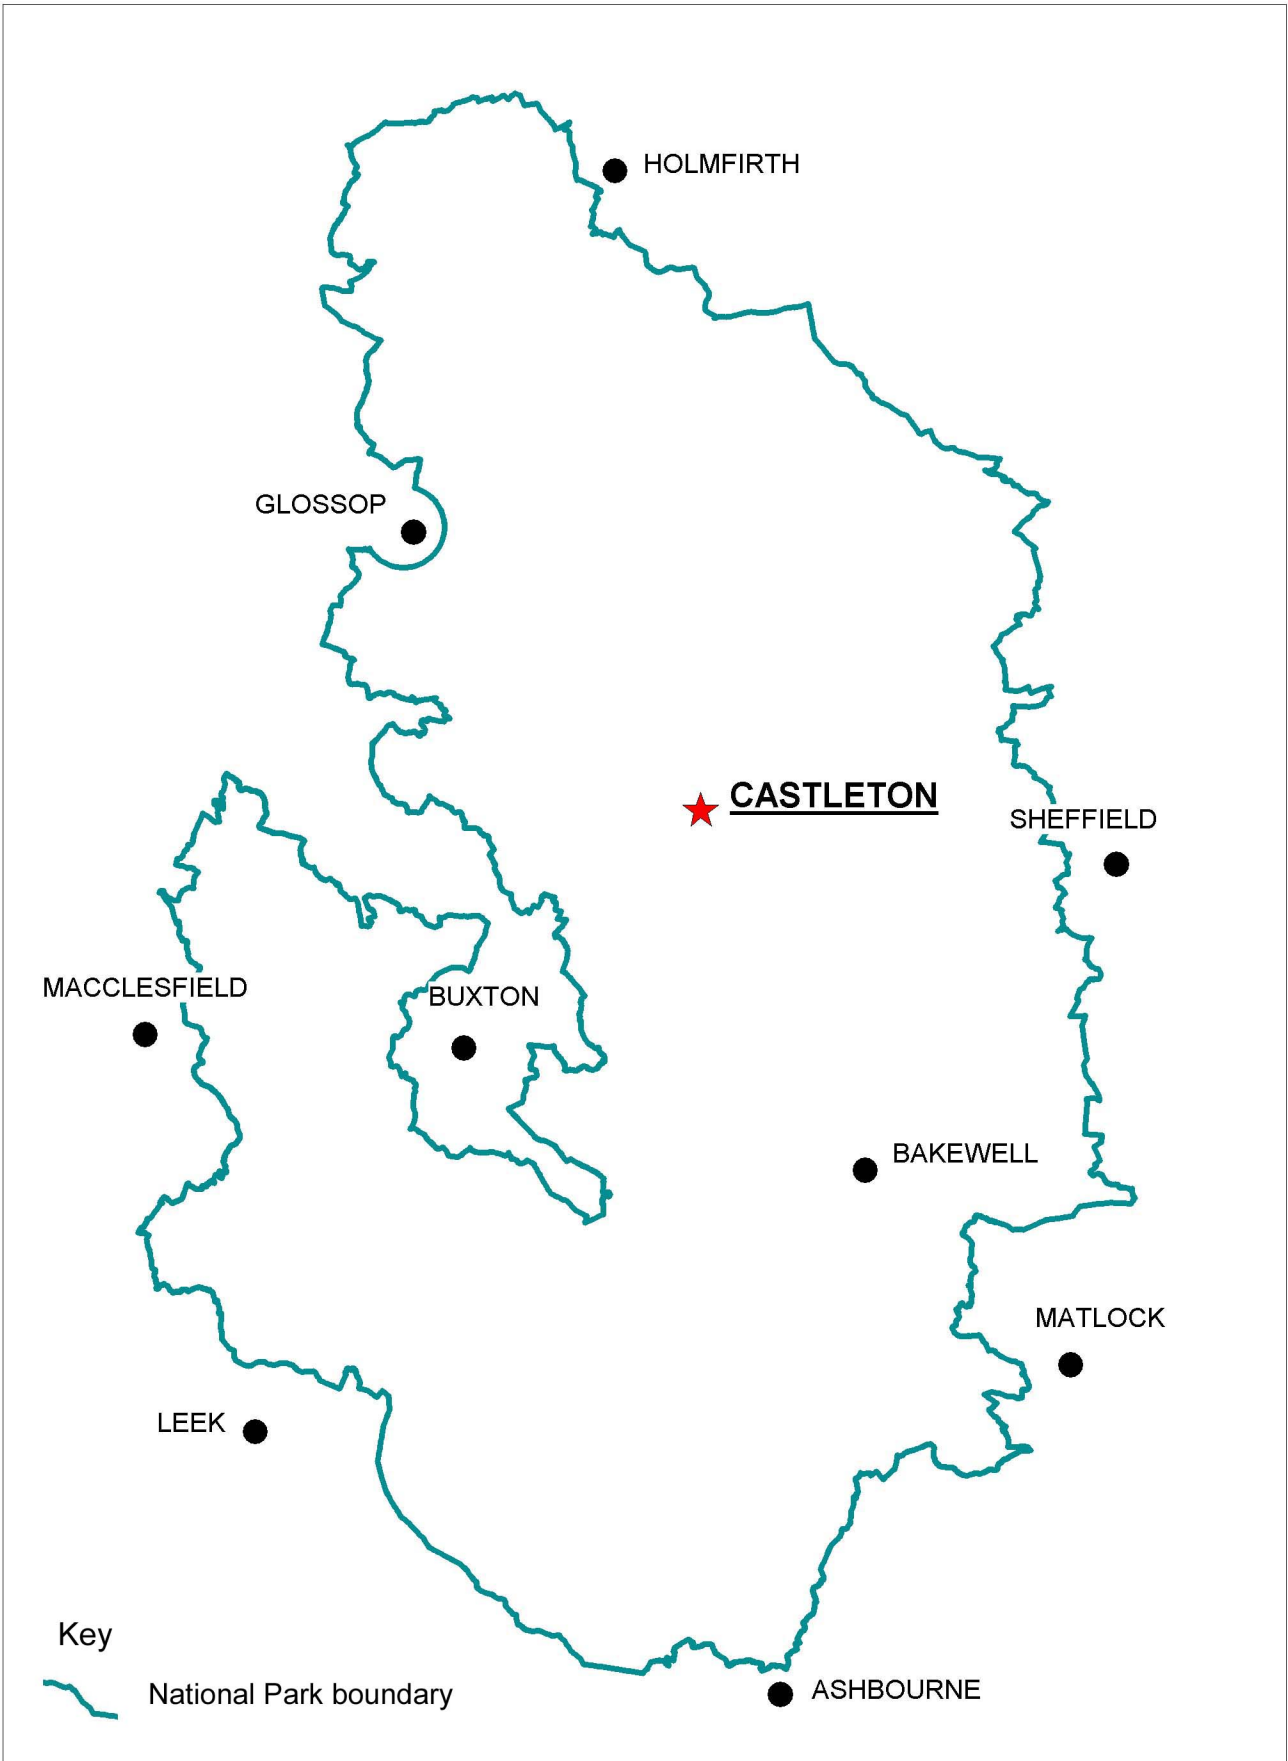 HOLMFIRTH
GLOSSOP
CASTLETON
SHEFFIELD
MACCLESFIELD
BUXTON
BAKEWELL
MATLOCK
LEEK
Key
National Park boundary
ASHBOURNE